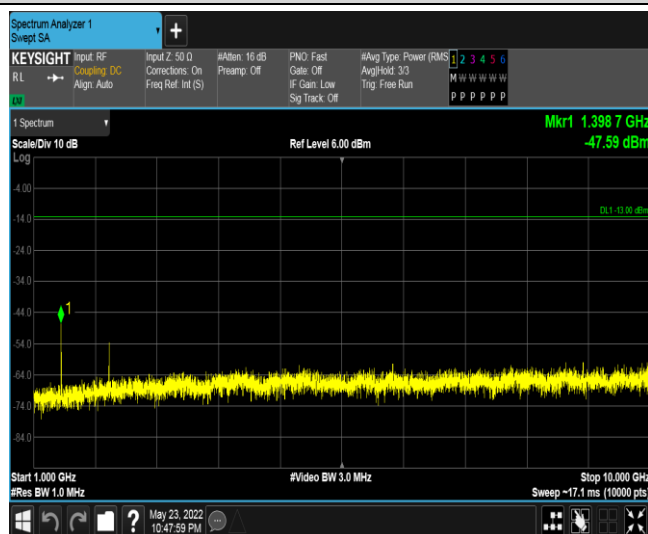 Spectrum Analyzer 1
Swept SA
+
KEYSIGHT
RL
LXI
Input: RF
Coupling: DC
Align: Auto
Input Z: 50 Ω
Corrections: On
Freq Ref: Int (S)
#Atten: 16 dB
Preamp: Off
PNO: Fast
Gate: Off
IF Gain: Low
Sig Track: Off
#Avg Type: Power (RMS
Avg|Hold: 3/3
Trig: Free Run
1 2 3 4 5 6
M W W W W W
P P P P P P
1 Spectrum
Scale/Div 10 dB
Log
Ref Level 6.00 dBm
Mkr1 1.398 7 GHz
-47.59 dBm
-4.00
DL1 -13.00 dBm
-14.0
-24.0
-34.0
-44.0
1
-54.0
-64.0
-74.0
-84.0
Start 1.000 GHz
#Res BW 1.0 MHz
#Video BW 3.0 MHz
Stop 10.000 GHz
Sweep ~17.1 ms (10000 pts)
?
May 23, 2022
10:47:59 PM